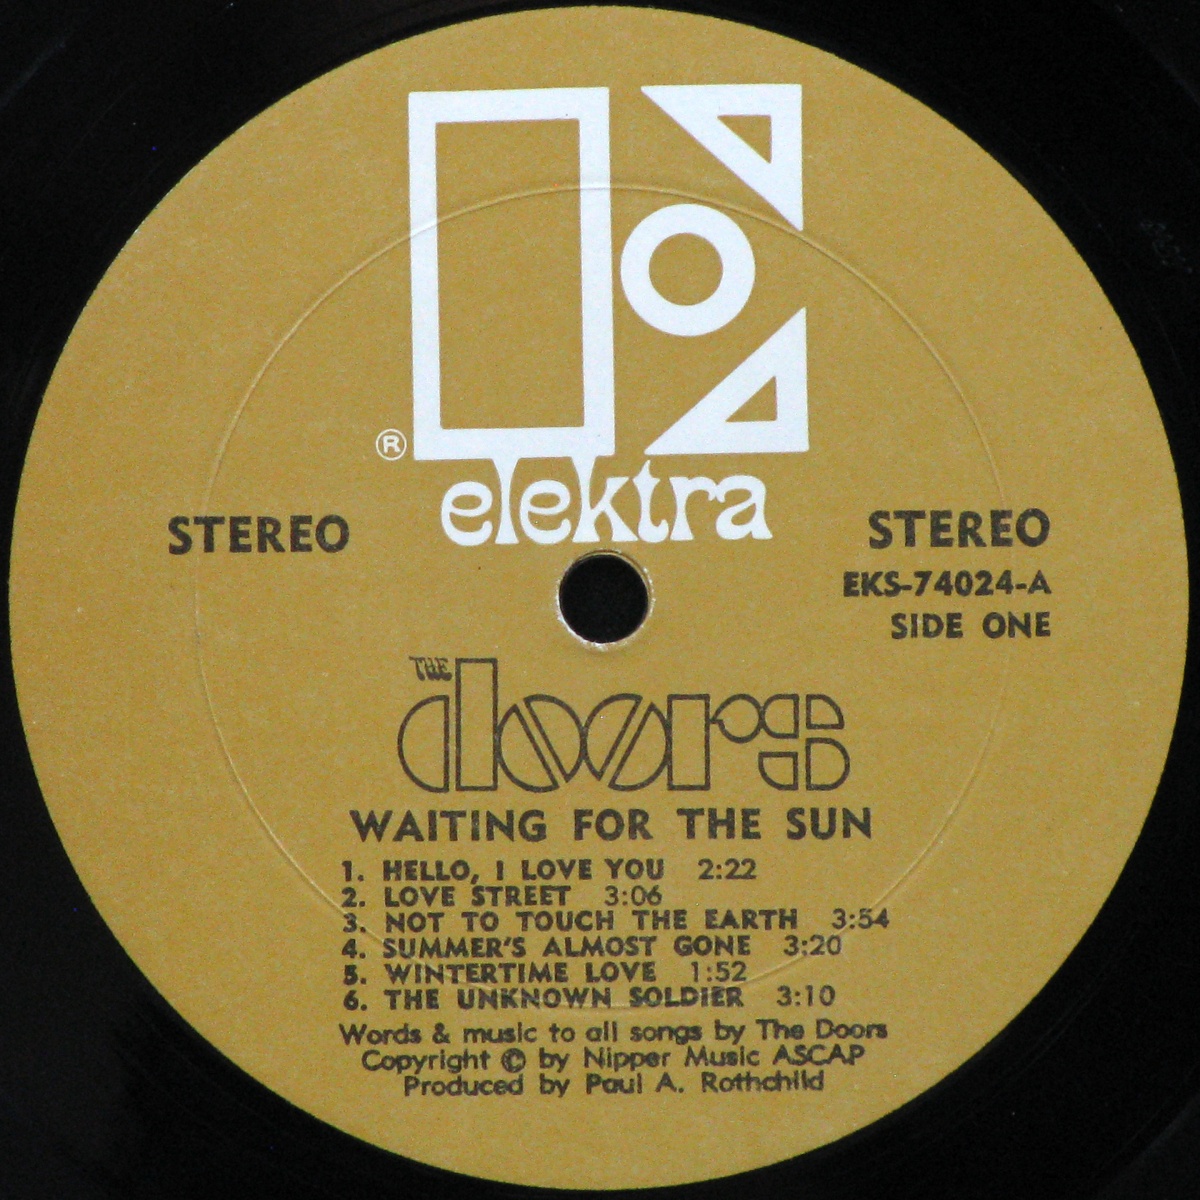 ®
elektra
STEREO
STEREO
EKS-74024-A
SIDE ONE
THE
doors
WAITING FOR THE SUN
1. HELLO, I LOVE YOU 2:22
2. LOVE STREET 3:06
3. NOT TO TOUCH THE EARTH 3:54
4. SUMMER'S ALMOST GONE 3:20
5. WINTERTIME LOVE 1:52
6. THE UNKNOWN SOLDIER 3:10
Words & music to all songs by The Doors
Copyright © by Nipper Music ASCAP
Produced by Paul A. Rothchild